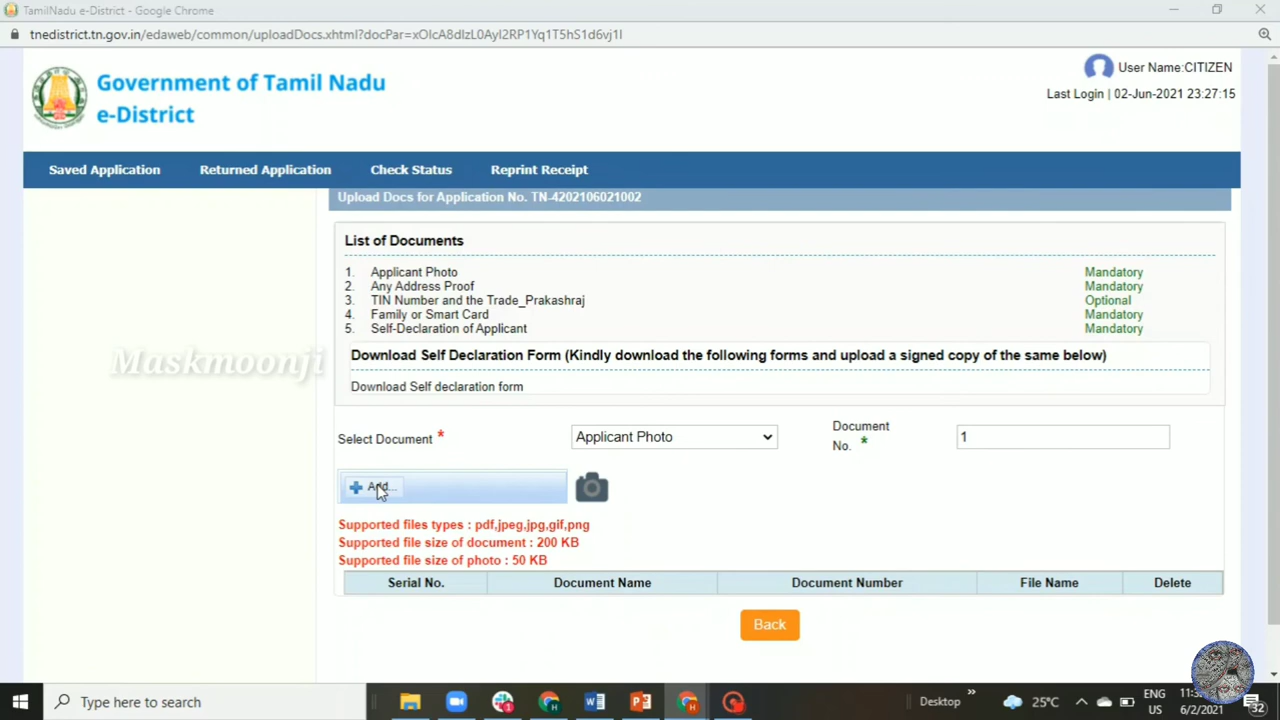 TamilNadu e-District - Google Chrome
tnedistrict.tn.gov.in/edaweb/common/uploadDocs.xhtml?docPar=xOIcA8dIzL0AyI2RP1Yq1T5hS1d6vj1I
Government of Tamil Nadu
e-District
User Name:CITIZEN
Last Login | 02-Jun-2021 23:27:15
Saved Application Returned Application Check Status Reprint Receipt
Upload Docs for Application No. TN-4202106021002
List of Documents
1. Applicant Photo Mandatory
2. Any Address Proof Mandatory
3. TIN Number and the Trade_Prakashraj Optional
4. Family or Smart Card Mandatory
5. Self-Declaration of Applicant Mandatory
Maskmoonji
Download Self Declaration Form (Kindly download the following forms and upload a signed copy of the same below)
Download Self declaration form
Select Document * Applicant Photo Document No. * 1
Add...
Supported files types : pdf,jpeg,jpg,gif,png
Supported file size of document : 200 KB
Supported file size of photo : 50 KB
Serial No. Document Name Document Number File Name Delete
Back
Type here to search
Desktop
25°C
ENG
US
6/2/2021
32